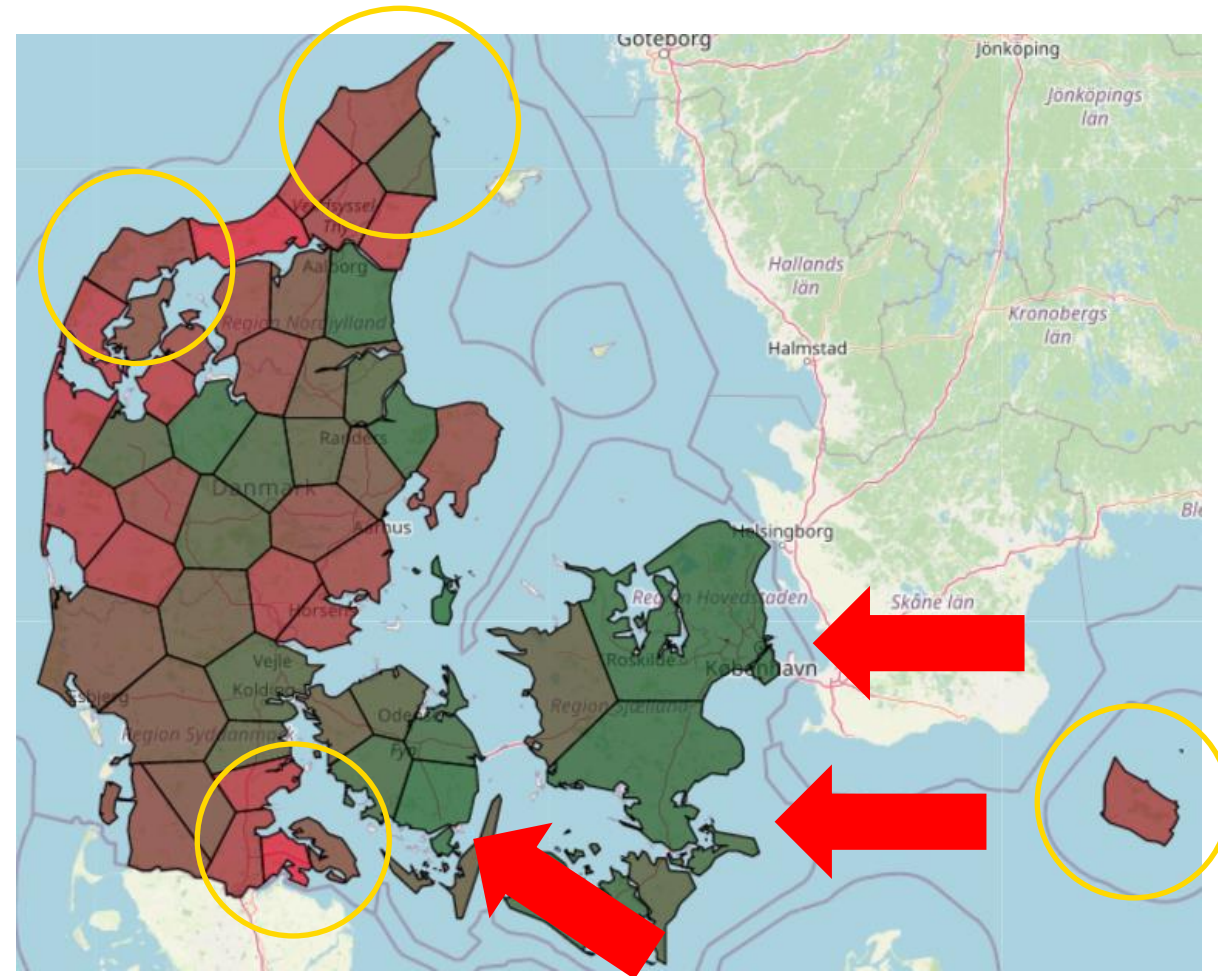 Göteborg
Jönköping
Jönköpings
län
Vendsyssel-
Thy
Aalborg
Hallands
län
Region Nordjylland
Kronobergs
län
Halmstad
Randers
Danmark
Aarhus
Helsingborg
Region Hovedstaden
Skåne län
Horsens
Vejle
Roskilde
København
Kolding
Esbjerg
Odense
Region Sjælland
Region Syddanmark
Fyn